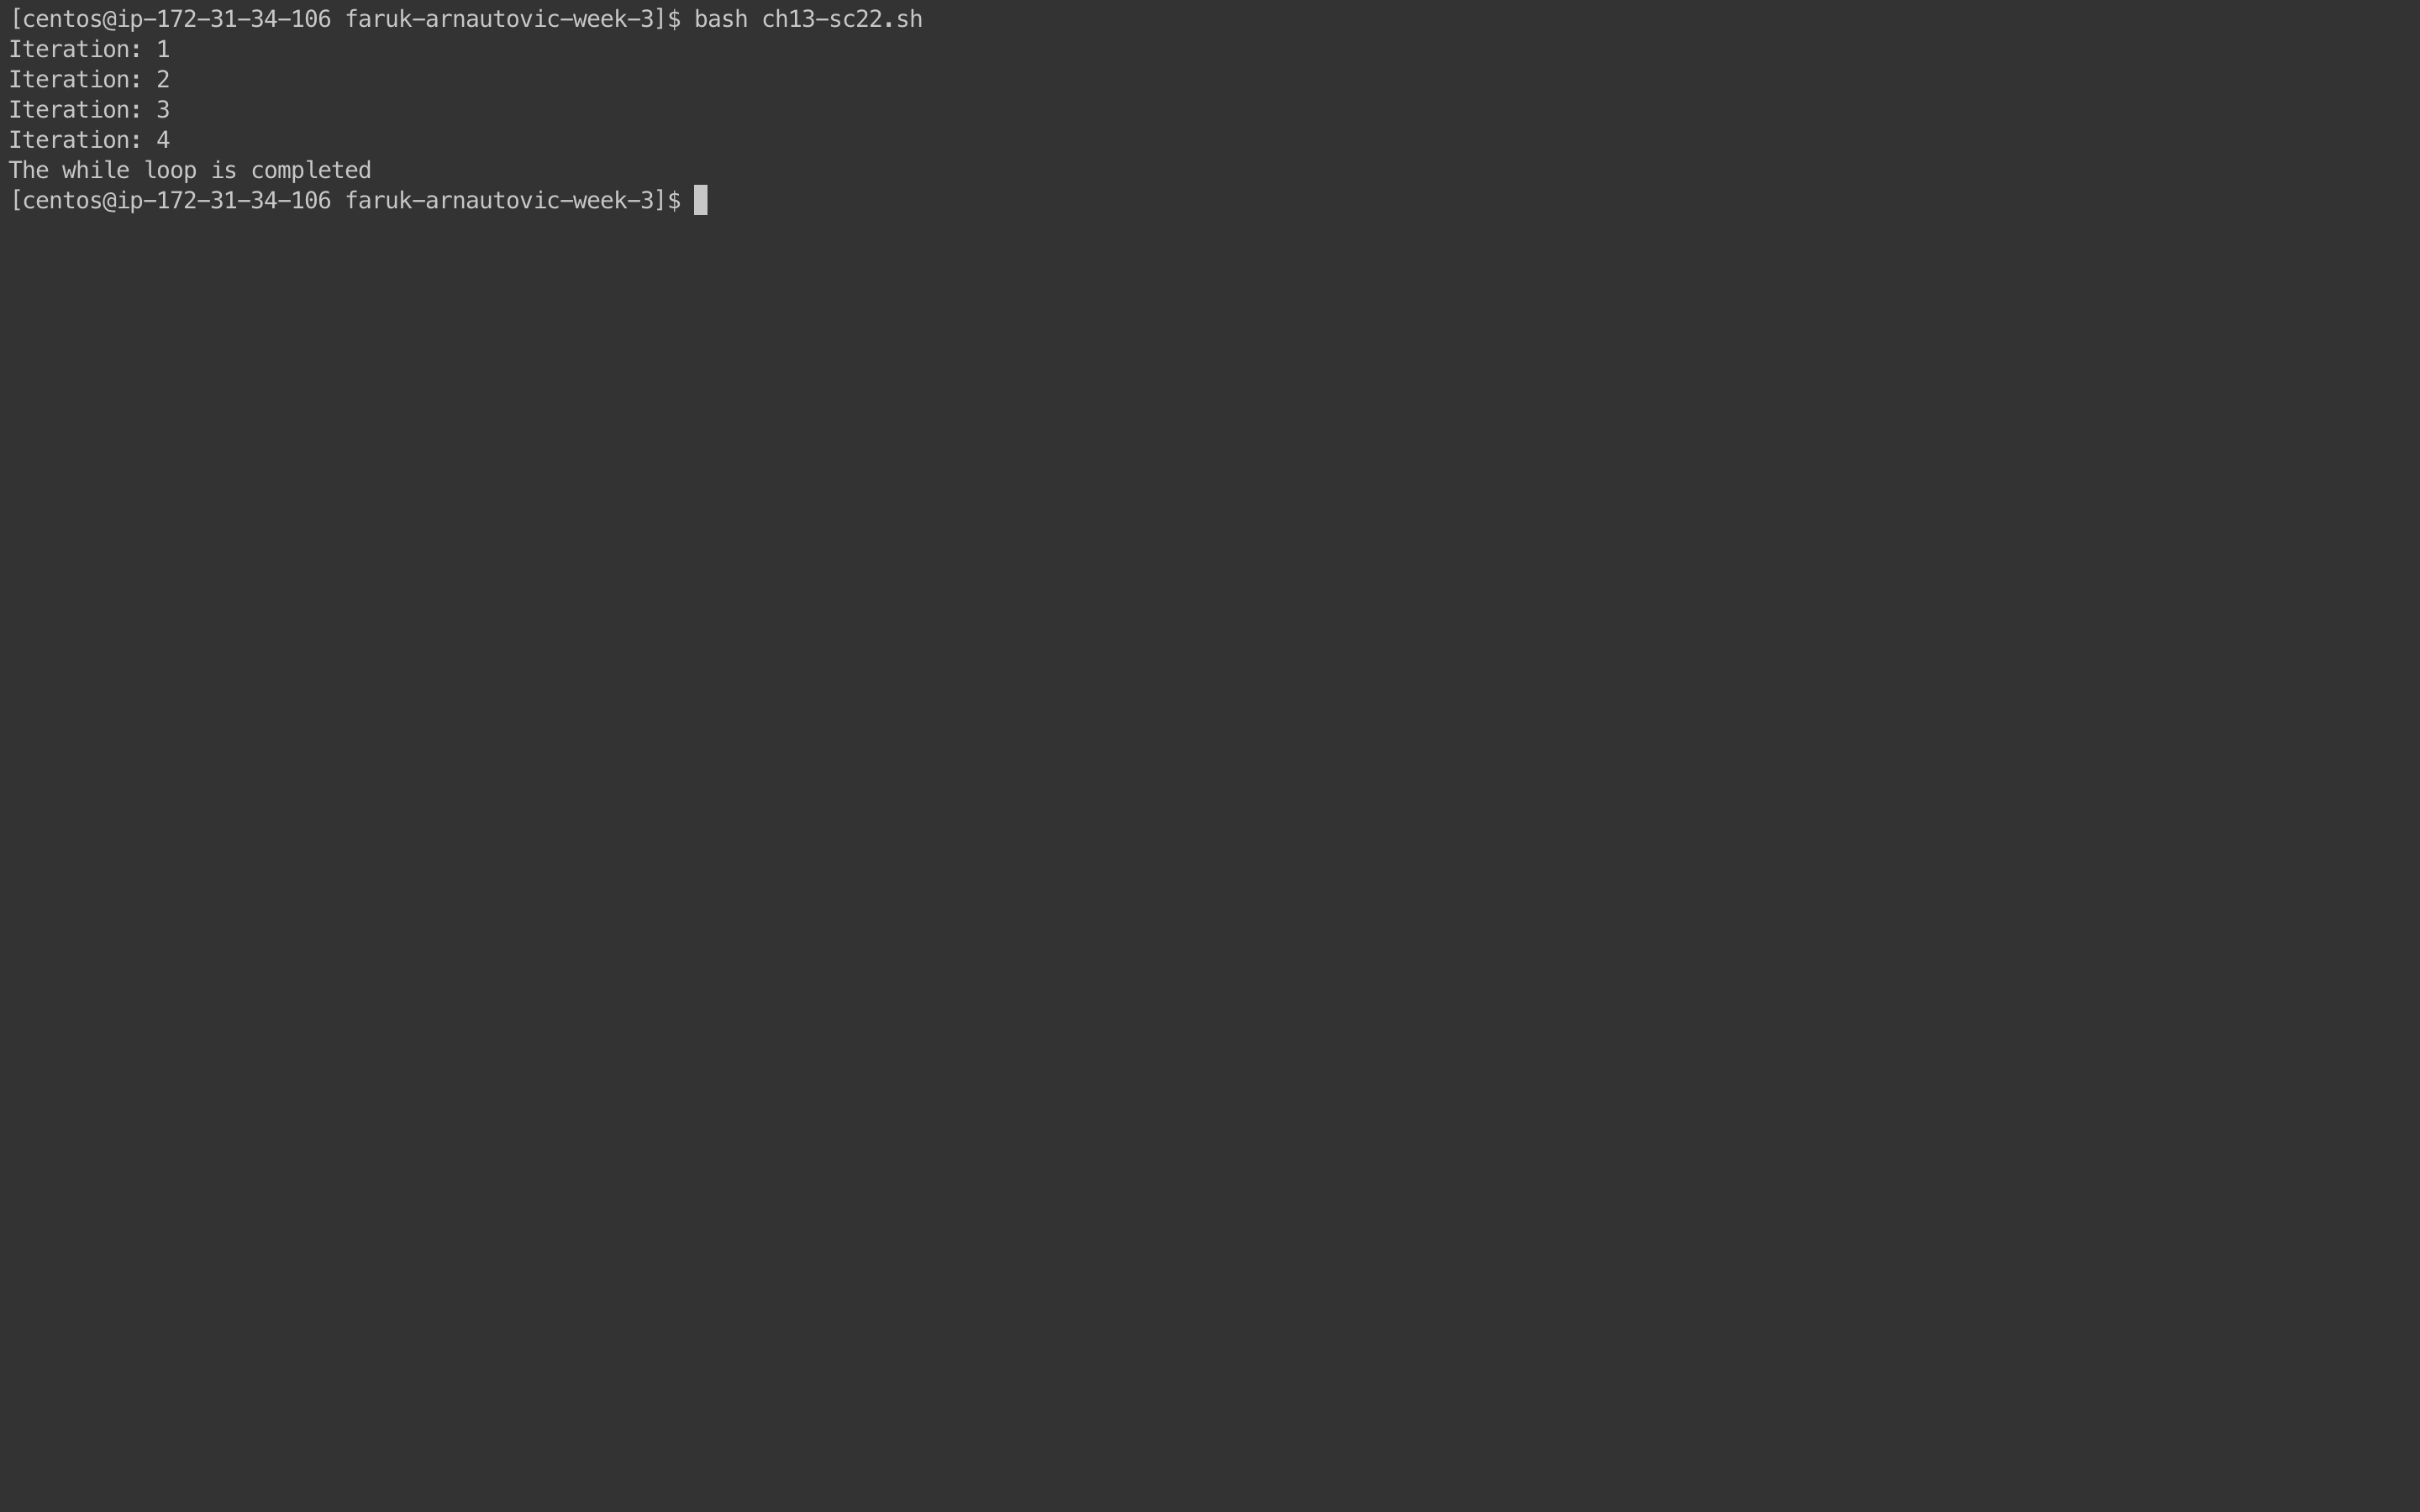 [centos@ip-172-31-34-106 faruk-arnautovic-week-3]$ bash ch13-sc22.sh
Iteration: 1
Iteration: 2
Iteration: 3
Iteration: 4
The while loop is completed
[centos@ip-172-31-34-106 faruk-arnautovic-week-3]$